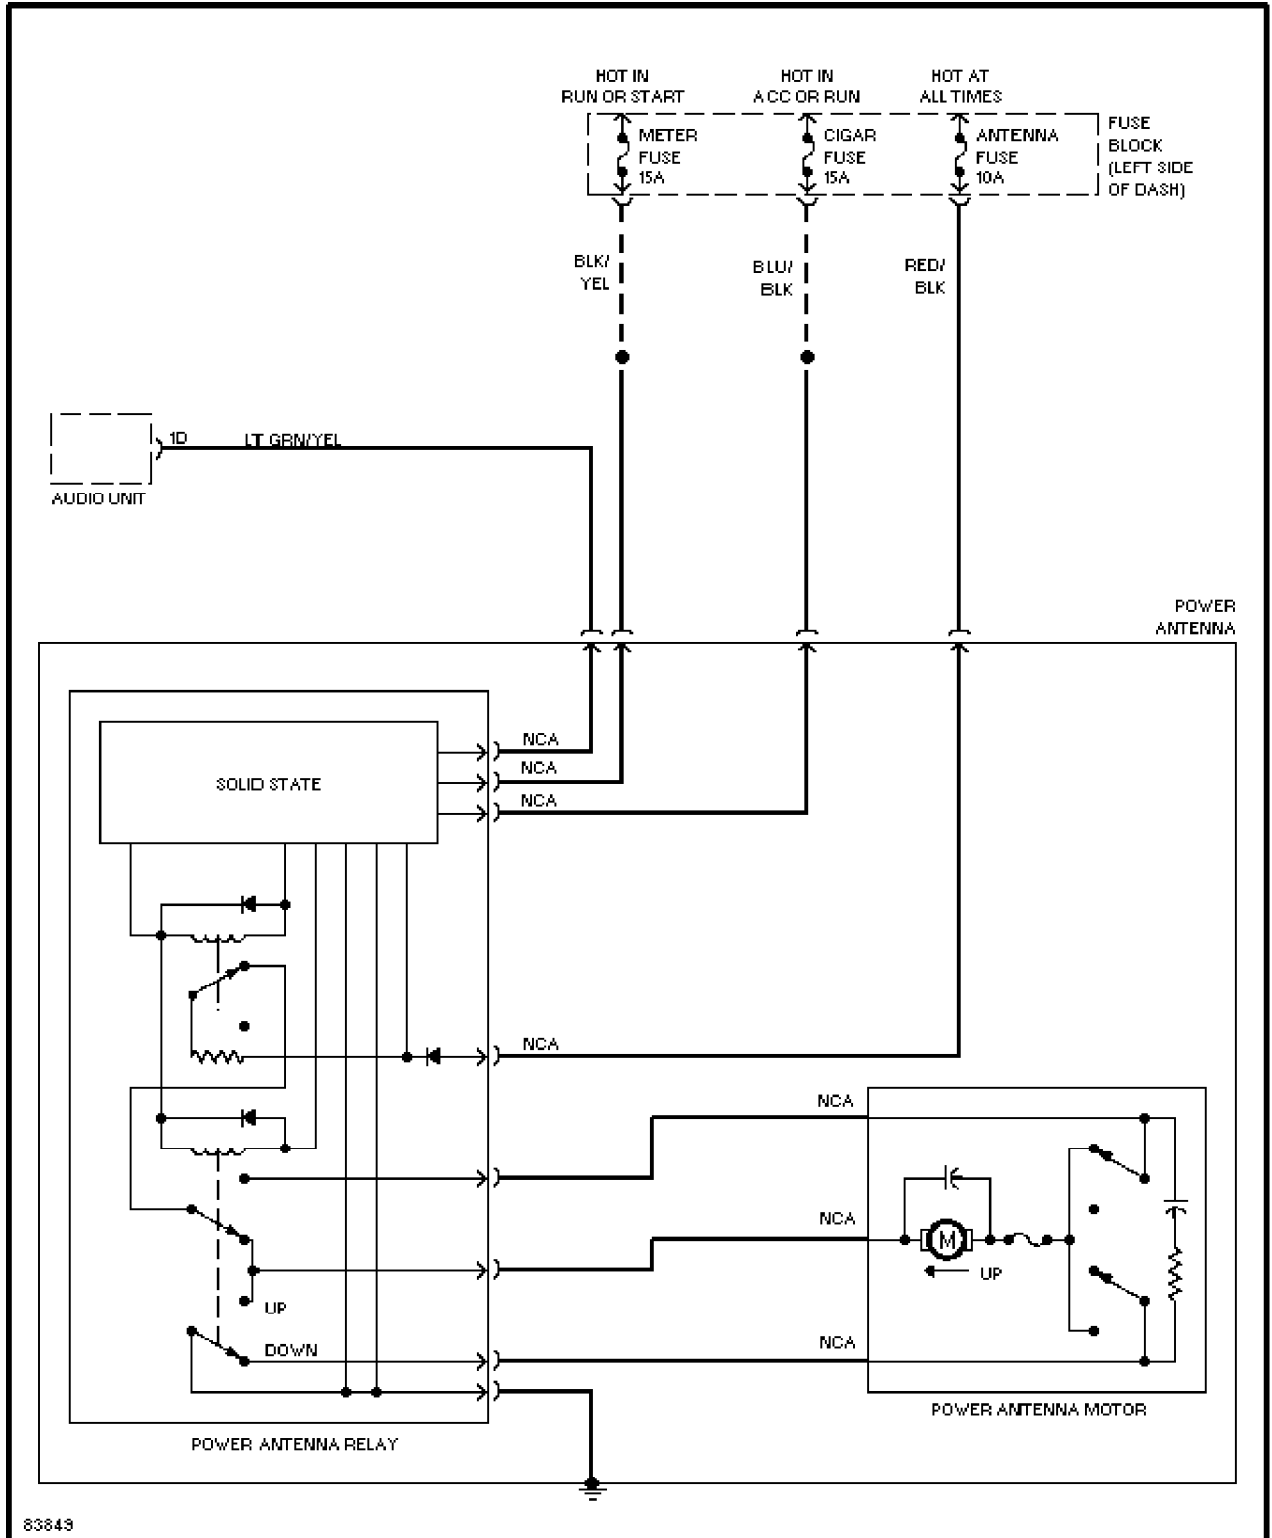 HOT IN
RUN OR START
HOT IN
ACC OR RUN
HOT AT
ALL TIMES
METER
FUSE
15A
CIGAR
FUSE
15A
ANTENNA
FUSE
10A
FUSE
BLOCK
(LEFT SIDE
OF DASH)
BLK/
YEL
BLU/
BLK
RED/
BLK
1D
LT GRN/YEL
AUDIO UNIT
POWER
ANTENNA
NCA
NCA
NCA
SOLID STATE
NCA
NCA
NCA
M
UP
UP
NCA
DOWN
POWER ANTENNA MOTOR
POWER ANTENNA RELAY
83849